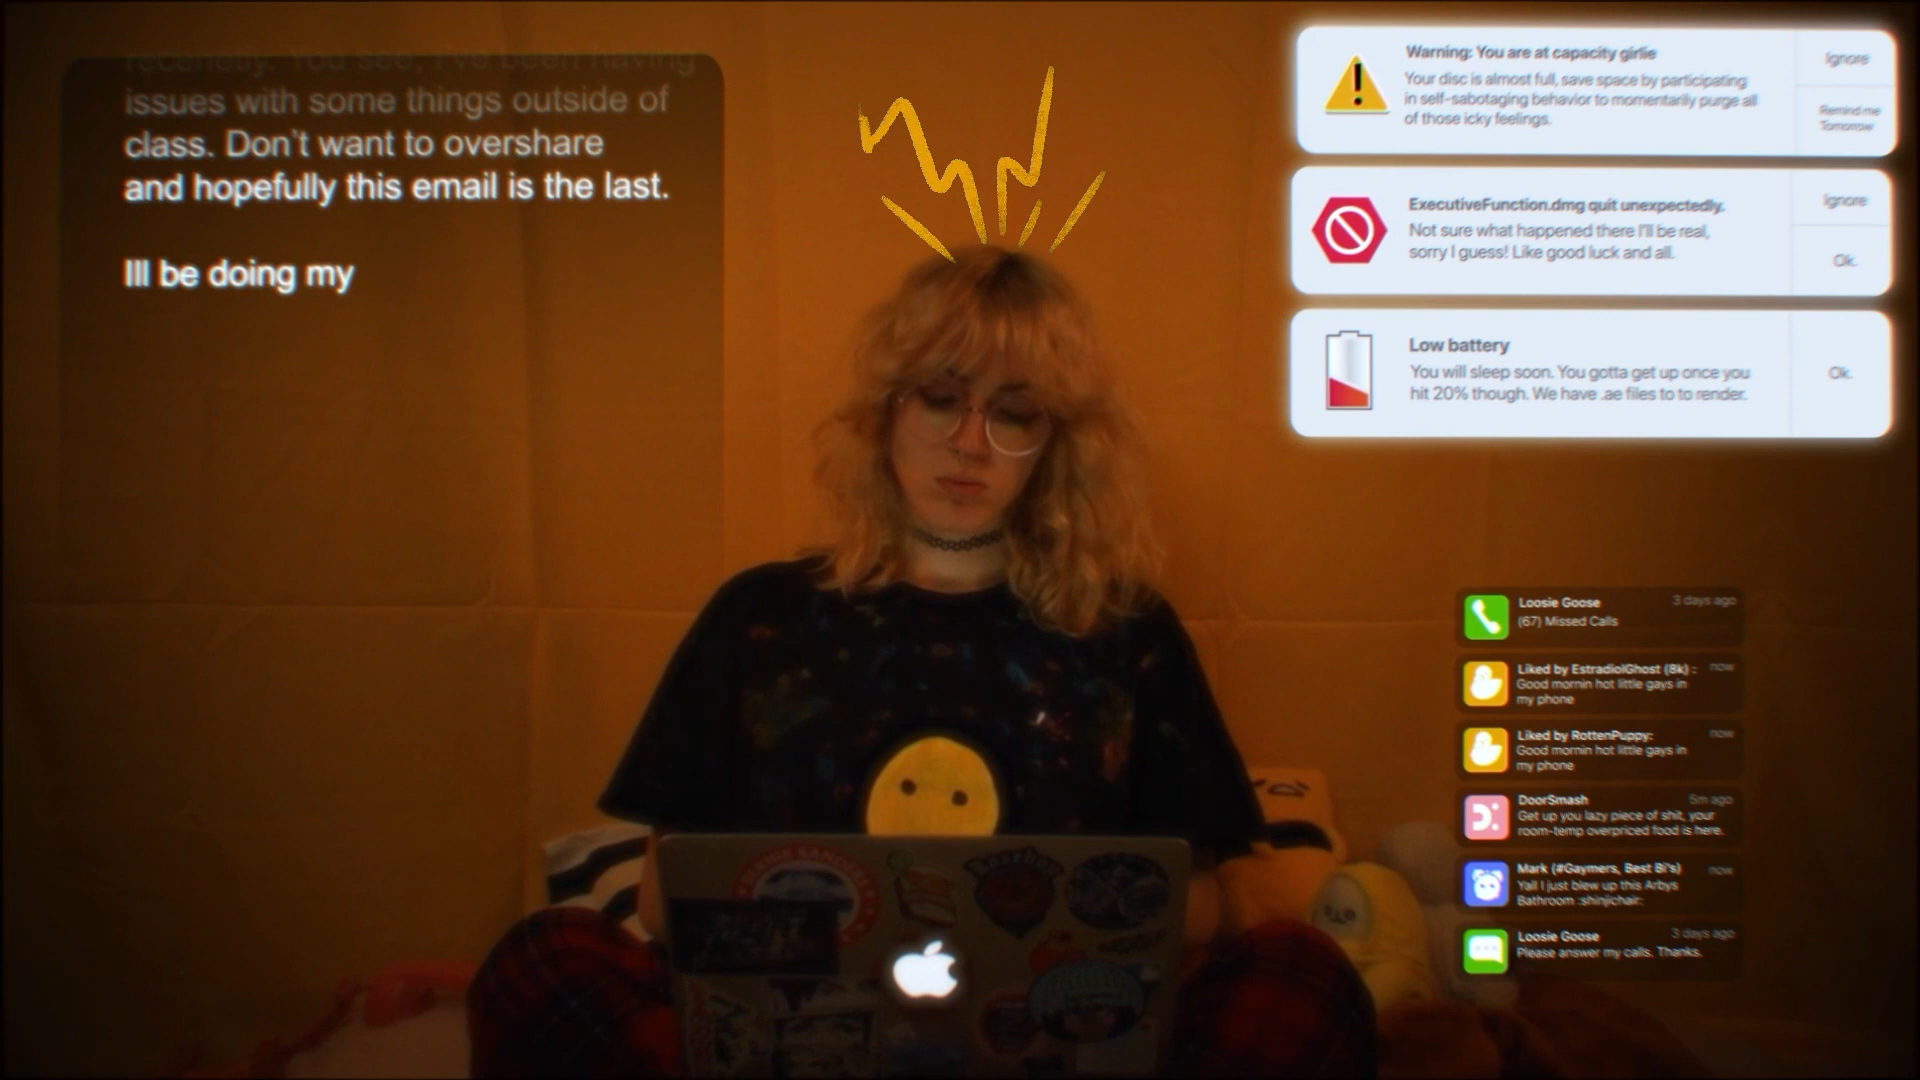 recenetly. You see, I've been having
issues with some things outside of
class. Don't want to overshare
and hopefully this email is the last.
Ill be doing my
Warning: You are at capacity girlie
Your disc is almost full, save space by participating
in self-sabotaging behavior to momentarily purge all
of those icky feelings.
Ignore
Remind me
Tomorrow
ExecutiveFunction.dmg quit unexpectedly.
Not sure what happened there I'll be real,
sorry I guess! Like good luck and all.
Ignore
Ok.
Low battery
You will sleep soon. You gotta get up once you
hit 20% though. We have .ae files to to render.
Ok.
Loosie Goose
3 days ago
(67) Missed Calls
Liked by EstradiolGhost (8k) :
now
Good mornin hot little gays in
my phone
Liked by RottenPuppy:
now
Good mornin hot little gays in
my phone
DoorSmash
5m ago
Get up you lazy piece of shit, your
room-temp overpriced food is here.
Mark (#Gaymers, Best Bi's)
now
Yall I just blew up this Arbys
Bathroom :shinjichair:
Loosie Goose
3 days ago
Please answer my calls. Thanks.
BERNIE SANDERS